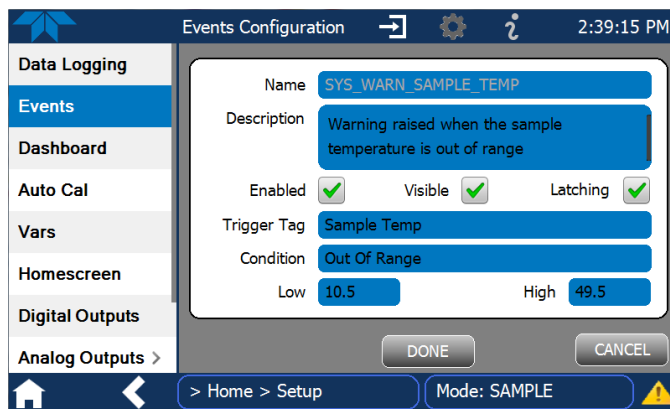 Events Configuration 2:39:15 PM
Data Logging
Events
Dashboard
Auto Cal
Vars
Homescreen
Digital Outputs
Analog Outputs >
Name SYS_WARN_SAMPLE_TEMP
Description Warning raised when the sample
temperature is out of range
Enabled Visible Latching
Trigger Tag Sample Temp
Condition Out Of Range
Low 10.5 High 49.5
DONE CANCEL
> Home > Setup Mode: SAMPLE